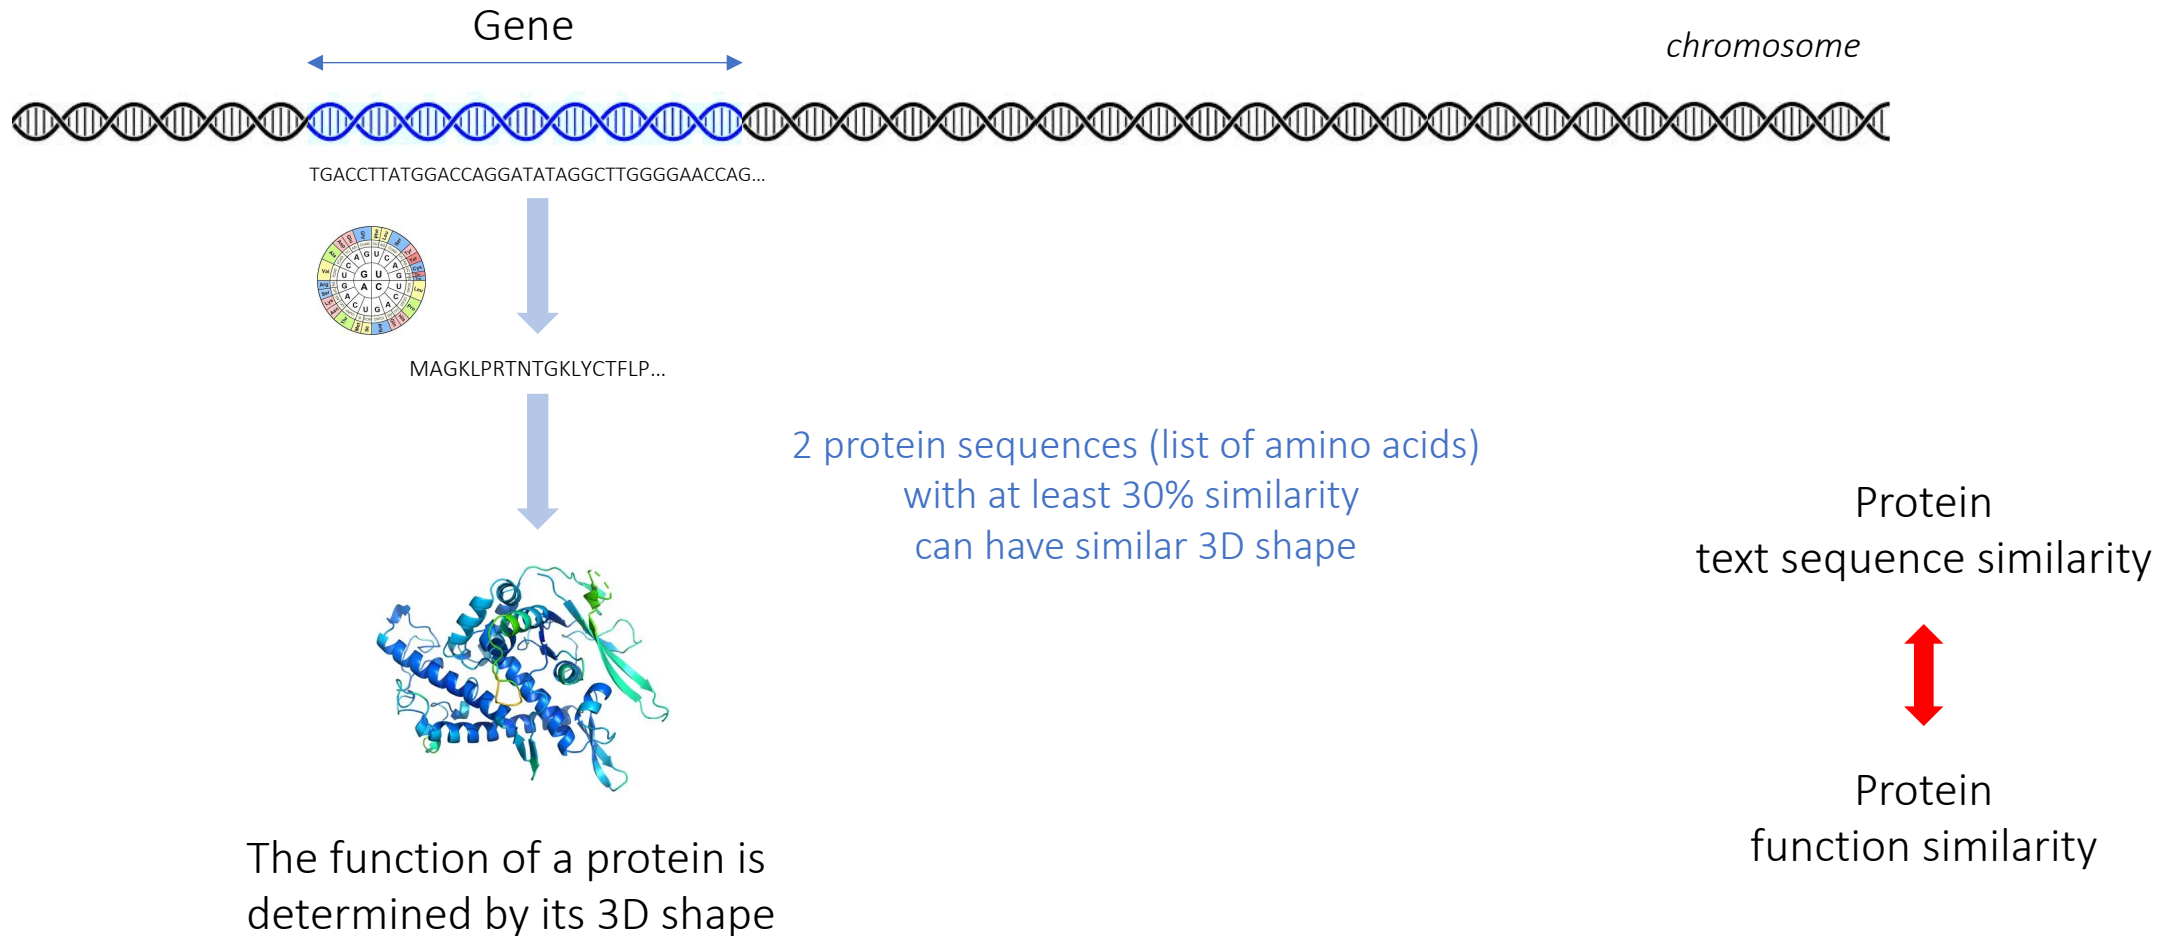 Gene
chromosome
TGACCTTATGGACCAGGATATAGGCTTGGGGAACCAG...
G U
A C
MAGKLPRTNTGKLYCTFLP...
2 protein sequences (list of amino acids)
with at least 30% similarity
can have similar 3D shape
Protein
text sequence similarity
Protein
function similarity
The function of a protein is
determined by its 3D shape